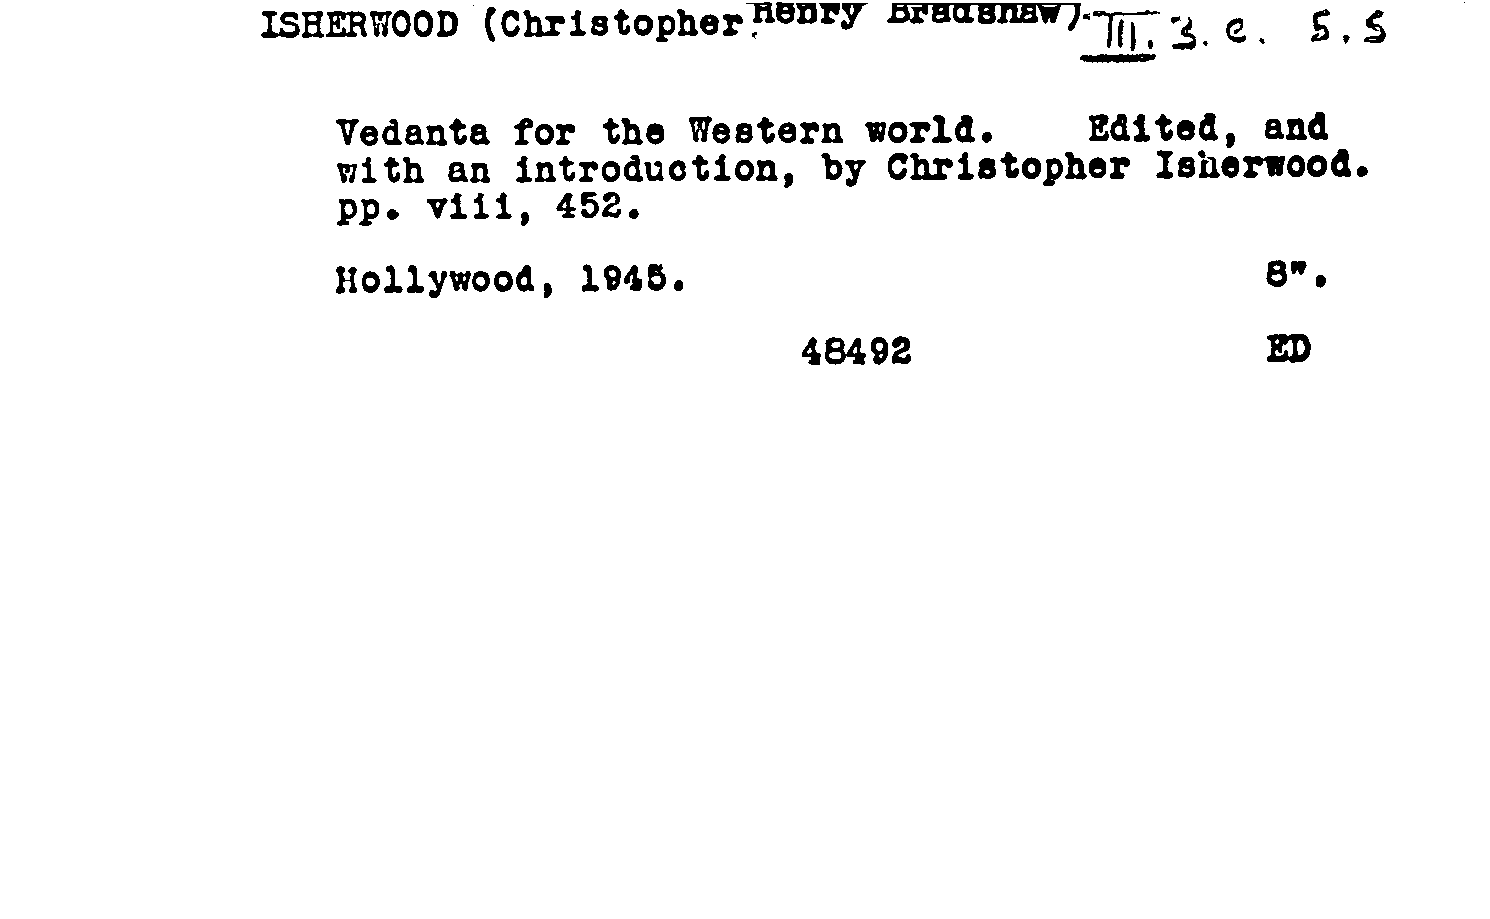 ISHERWOOD (Christopher Henry Bradshaw). III. 3. e. 5.5
Vedanta for the Western world. Edited, and
with an introduction, by Christopher Isherwood.
pp. viii, 452.
Hollywood, 1945. 8".
48492 ED